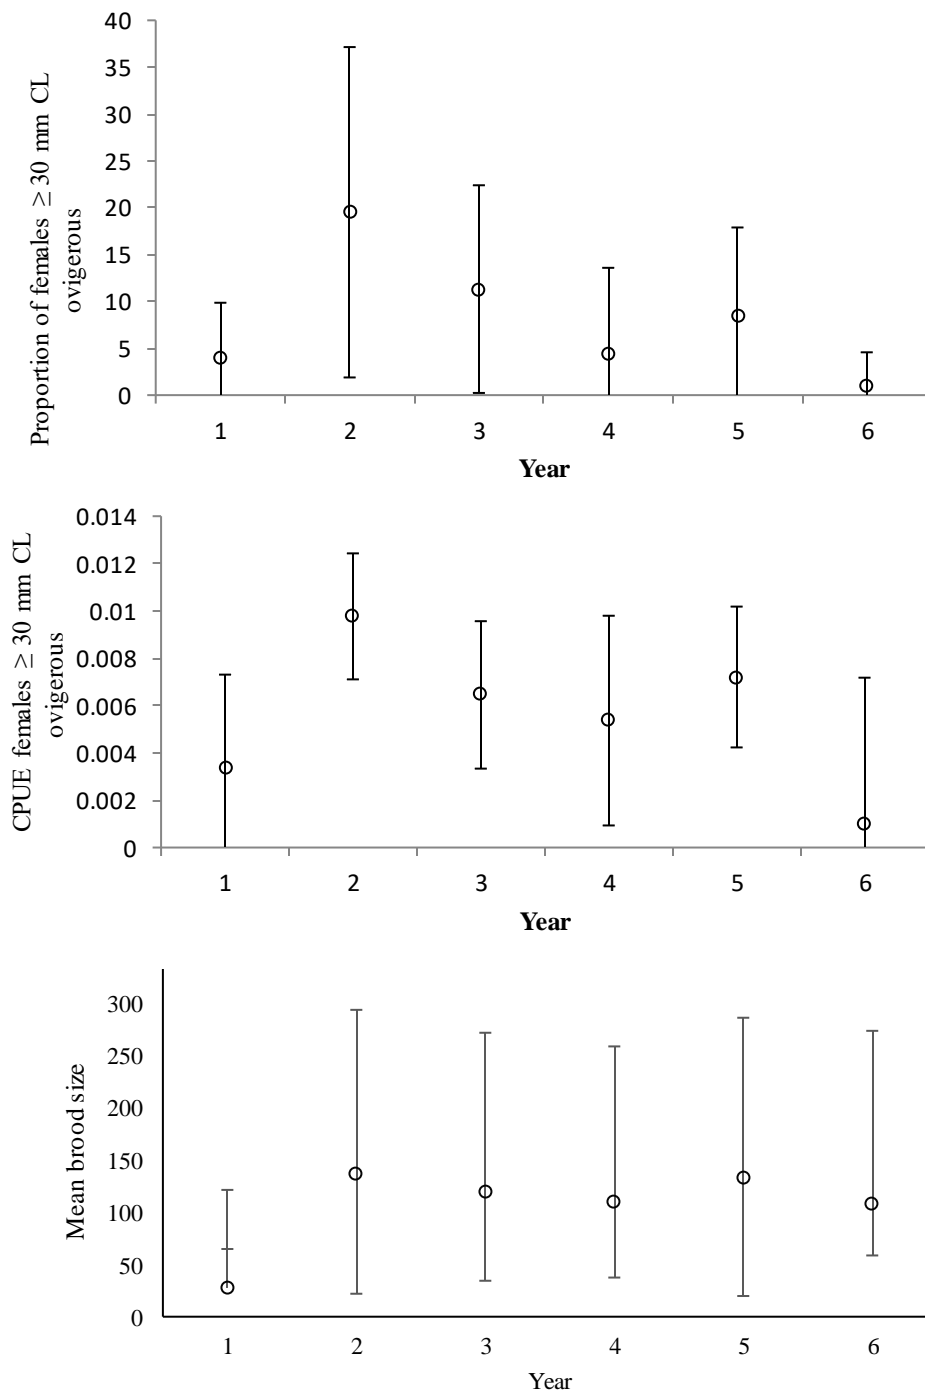 40
35
30
25
20
15
10
5
0
Proportion of females ≥ 30 mm CL
ovigerous
1 2 3 4 5 6
Year
0.014
0.012
0.01
0.008
0.006
0.004
0.002
0
CPUE females ≥ 30 mm CL
ovigerous
1 2 3 4 5 6
Year
300
250
200
150
100
50
0
Mean brood size
1 2 3 4 5 6
Year